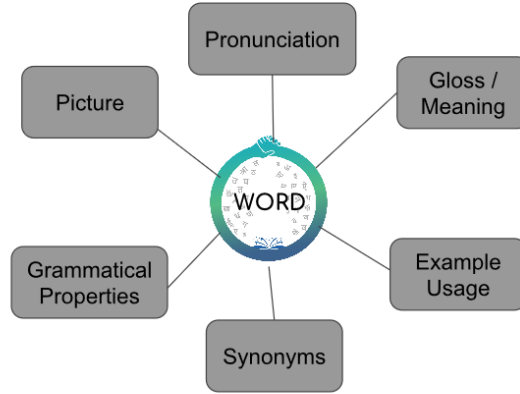 Pronunciation
Gloss /
Meaning
Picture
WORD
Grammatical
Properties
Example
Usage
Synonyms